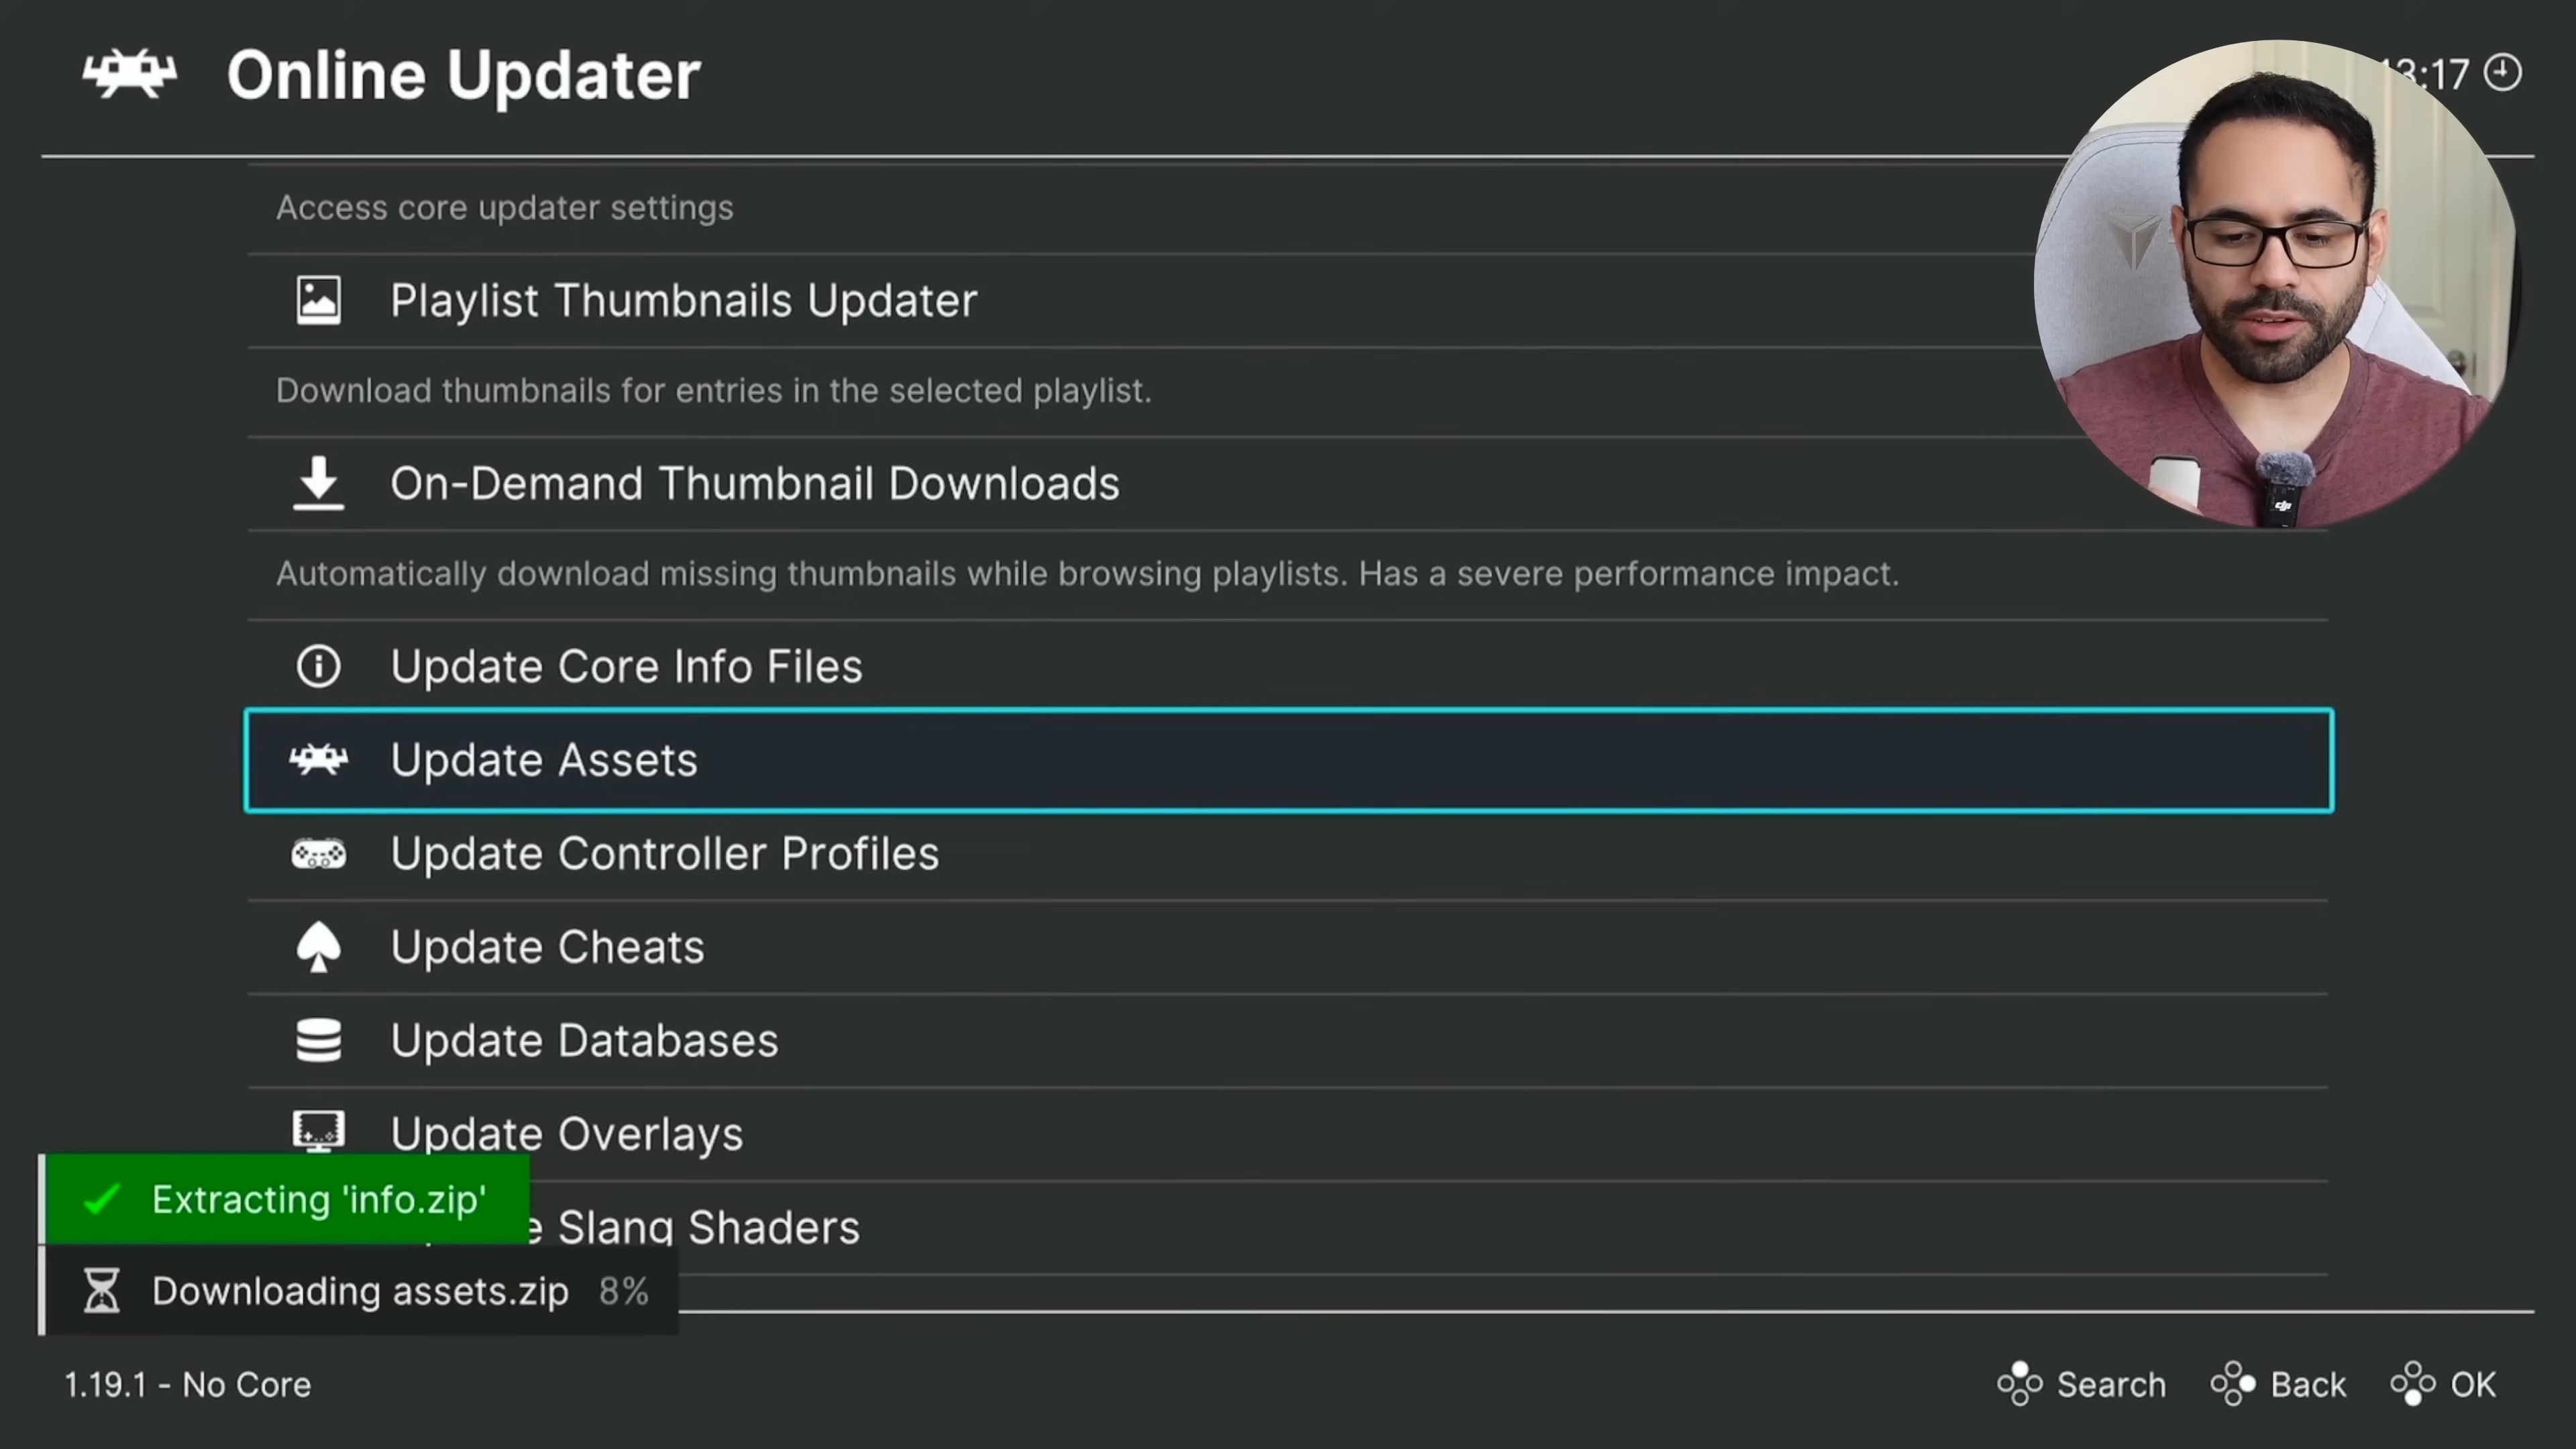 Online Updater
:17
Access core updater settings
Playlist Thumbnails Updater
Download thumbnails for entries in the selected playlist.
On-Demand Thumbnail Downloads
Automatically download missing thumbnails while browsing playlists. Has a severe performance impact.
Update Core Info Files
Update Assets
Update Controller Profiles
Update Cheats
Update Databases
Update Overlays
Extracting 'info.zip'
e Slang Shaders
Downloading assets.zip 8%
1.19.1 - No Core
Search Back OK
dji